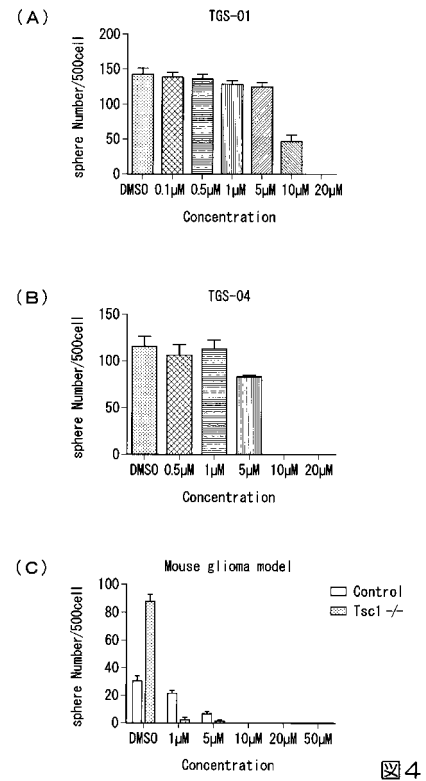 (A)
TGS-01
sphere Number/500cell
200
150
100
50
0
DMSO 0.1μM 0.5μM 1μM 5μM 10μM 20μM
Concentration
(B)
TGS-04
sphere Number/500cell
150
100
50
0
DMSO 0.5μM 1μM 5μM 10μM 20μM
Concentration
(C)
Mouse glioma model
sphere Number/500cell
100
80
60
40
20
0
Control
Tsc1 -/-
DMSO 1μM 5μM 10μM 20μM 50μM
Concentration
図4